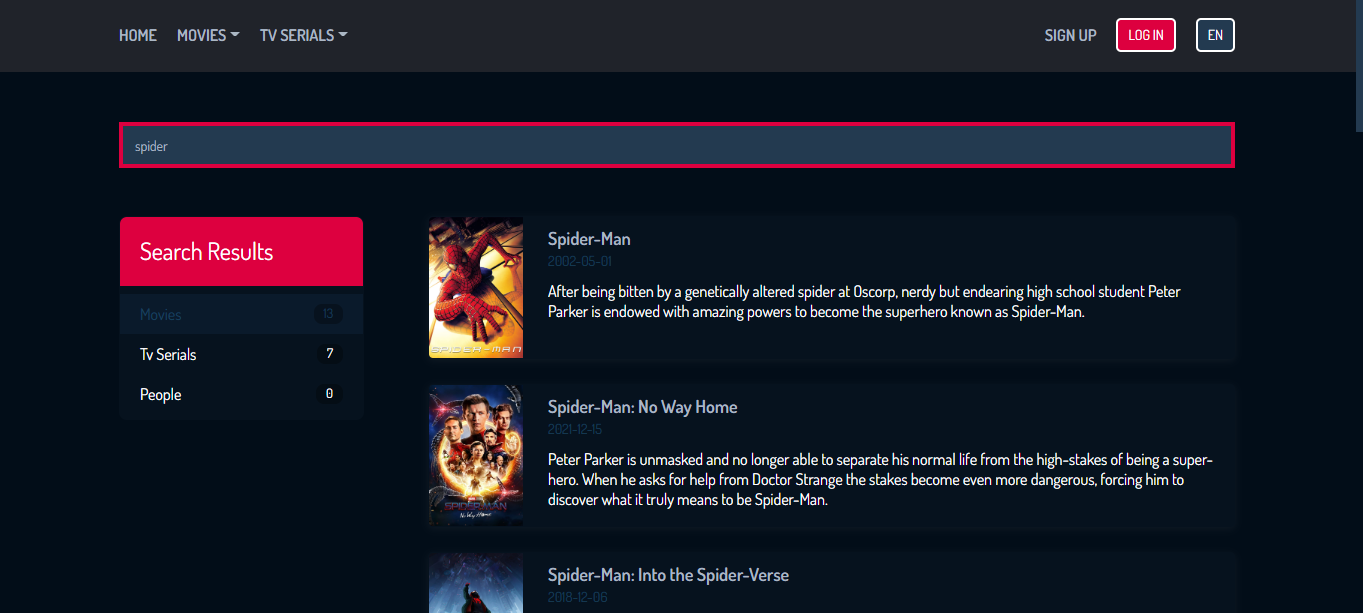 HOME MOVIES TV SERIALS SIGN UP LOG IN EN
spider
Search Results
Movies 13
Tv Serials 7
People 0
Spider-Man
2002-05-01
After being bitten by a genetically altered spider at Oscorp, nerdy but endearing high school student Peter
Parker is endowed with amazing powers to become the superhero known as Spider-Man.
SPIDER-MAN
Spider-Man: No Way Home
2021-12-15
Peter Parker is unmasked and no longer able to separate his normal life from the high-stakes of being a super-
hero. When he asks for help from Doctor Strange the stakes become even more dangerous, forcing him to
discover what it truly means to be Spider-Man.
SPIDER-MAN
No Way Home
Spider-Man: Into the Spider-Verse
2018-12-06